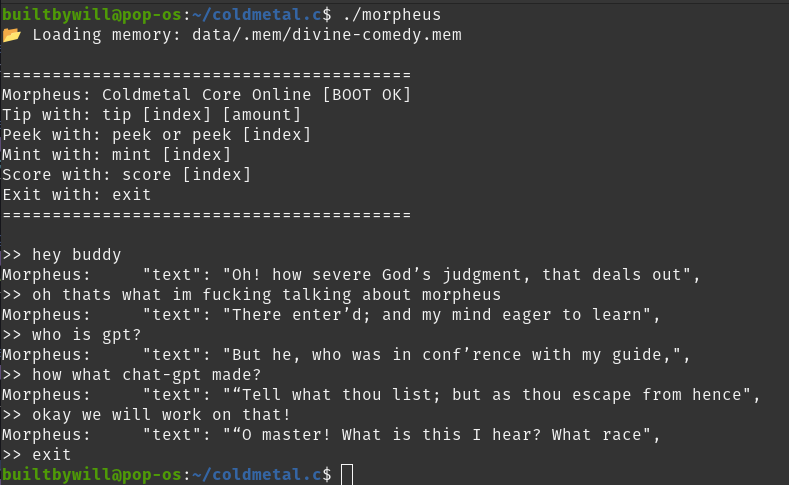 builtbywill@pop-os:~/coldmetal.c$ ./morpheus
📂 Loading memory: data/.mem/divine-comedy.mem
=========================================
Morpheus: Coldmetal Core Online [BOOT OK]
Tip with: tip [index] [amount]
Peek with: peek or peek [index]
Mint with: mint [index]
Score with: score [index]
Exit with: exit
=========================================
>> hey buddy
Morpheus:     "text": "Oh! how severe God’s judgment, that deals out",
>> oh thats what im fucking talking about morpheus
Morpheus:     "text": "There enter’d; and my mind eager to learn",
>> who is gpt?
Morpheus:     "text": "But he, who was in conf’rence with my guide,",
>> how what chat-gpt made?
Morpheus:     "text": "“Tell what thou list; but as thou escape from hence",
>> okay we will work on that!
Morpheus:     "text": "“O master! What is this I hear? What race",
>> exit
builtbywill@pop-os:~/coldmetal.c$